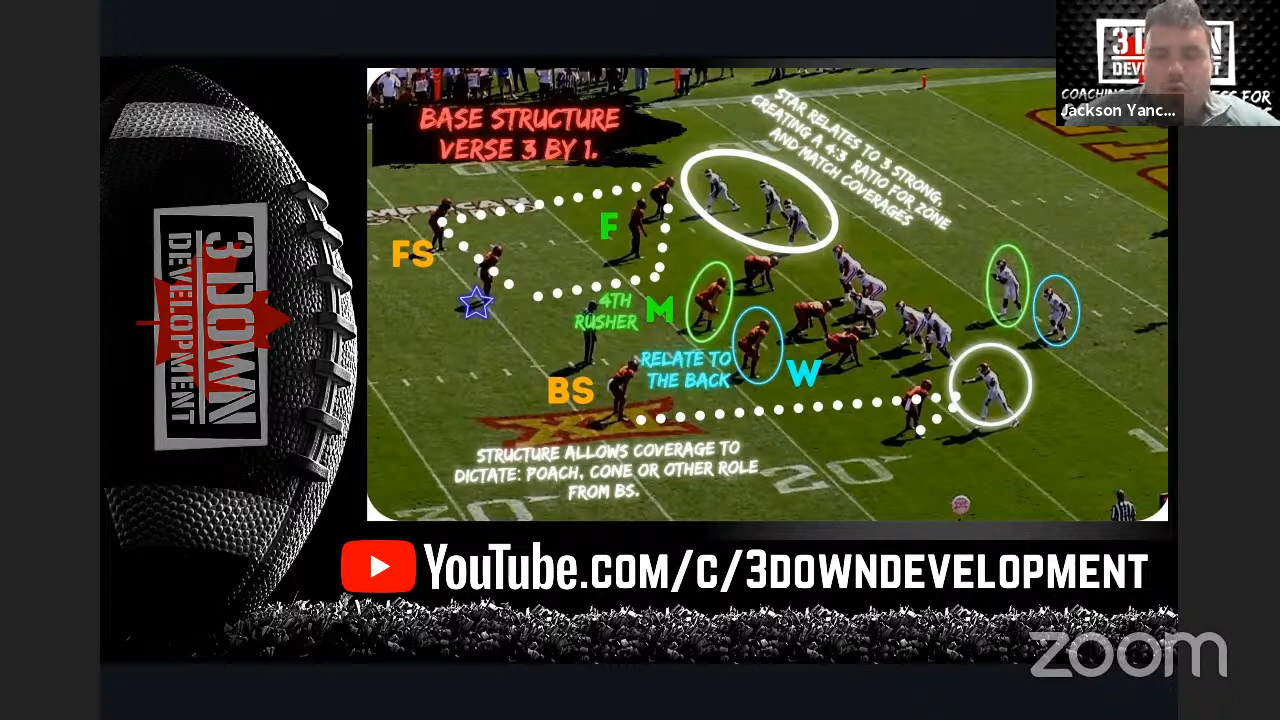 BASE STRUCTURE
VERSE 3 BY 1.
STAR RELATES TO 3 STRONG,
CREATING A 4:3 RATIO FOR ZONE
AND MATCH COVERAGES
Jackson Yanc...
FS
F
4TH
RUSHER
M
RELATE TO
THE BACK
W
BS
STRUCTURE ALLOWS COVERAGE TO
DICTATE: POACH, CONE OR OTHER ROLE
FROM BS.
20
3 DOWN
DEVELOPMENT
YouTube.com/c/3downdevelopment
zoom